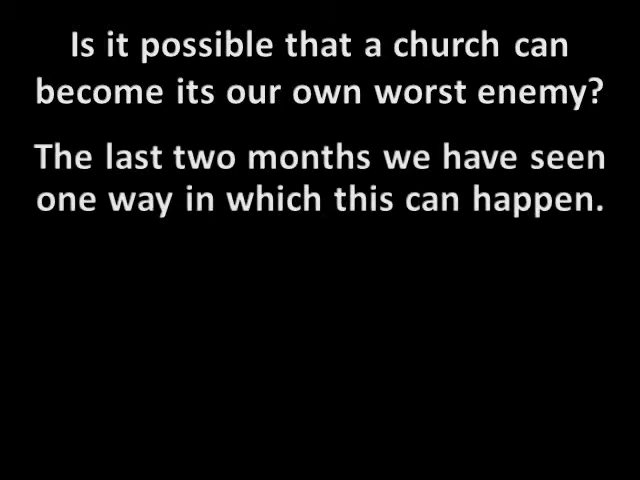 Is it possible that a church can
become its our own worst enemy?
The last two months we have seen
one way in which this can happen.